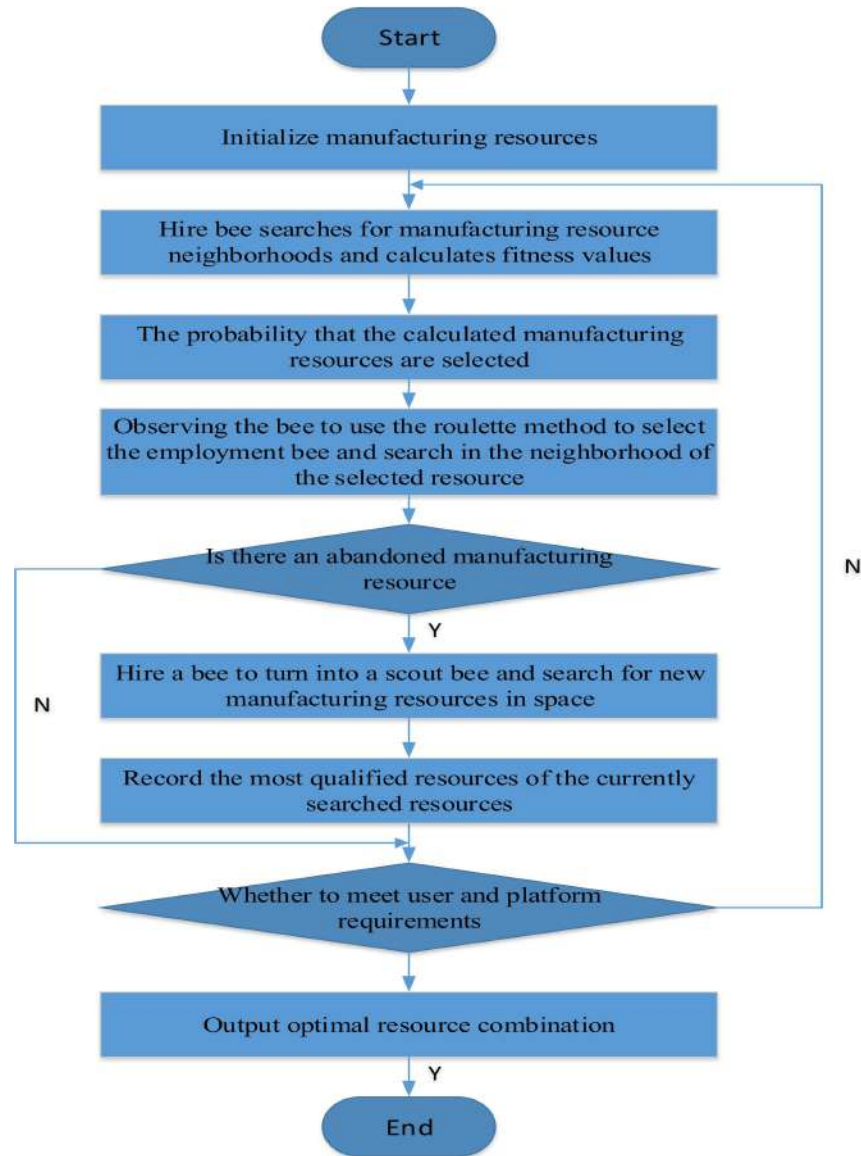 Start
Initialize manufacturing resources
Hire bee searches for manufacturing resource
neighborhoods and calculates fitness values
The probability that the calculated manufacturing
resources are selected
Observing the bee to use the roulette method to select
the employment bee and search in the neighborhood of
the selected resource
Is there an abandoned manufacturing
resource
N
Y
Hire a bee to turn into a scout bee and search for new
manufacturing resources in space
N
Record the most qualified resources of the currently
searched resources
Whether to meet user and platform
requirements
Output optimal resource combination
Y
End